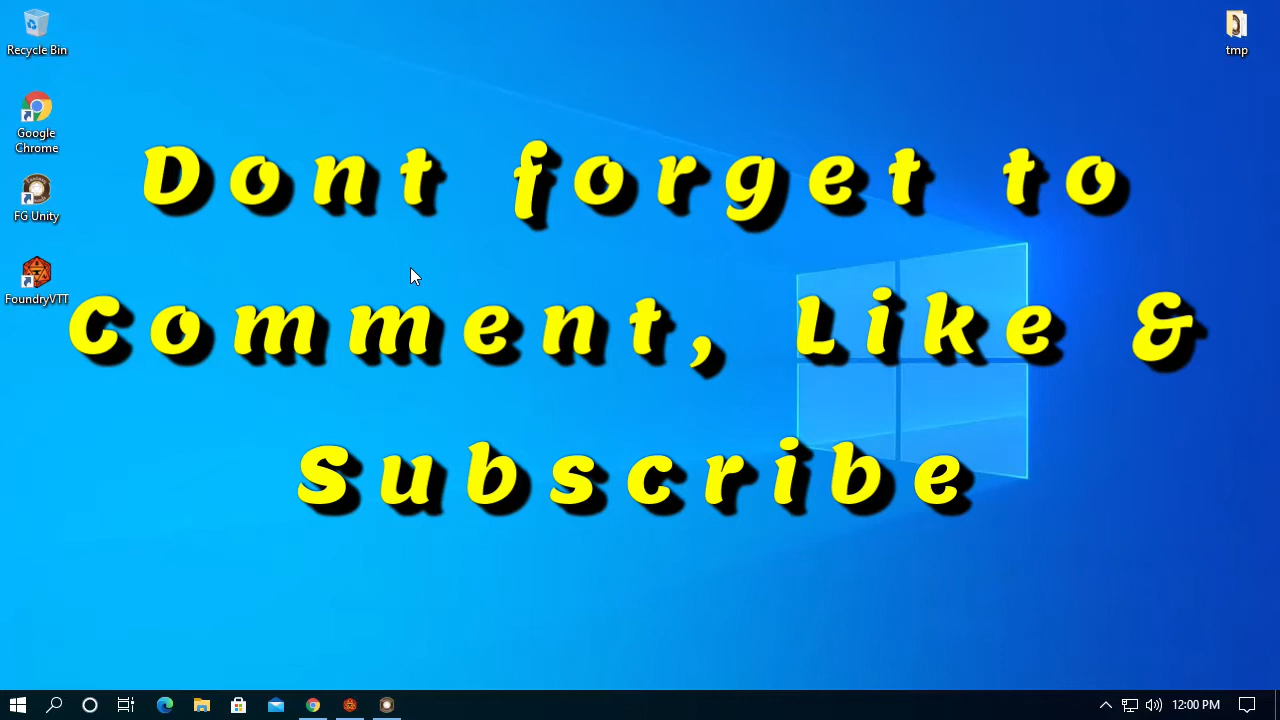 Recycle Bin
tmp
Google
Chrome
FG Unity
FoundryVTT
Dont forget to
Comment, Like &
Subscribe
12:00 PM